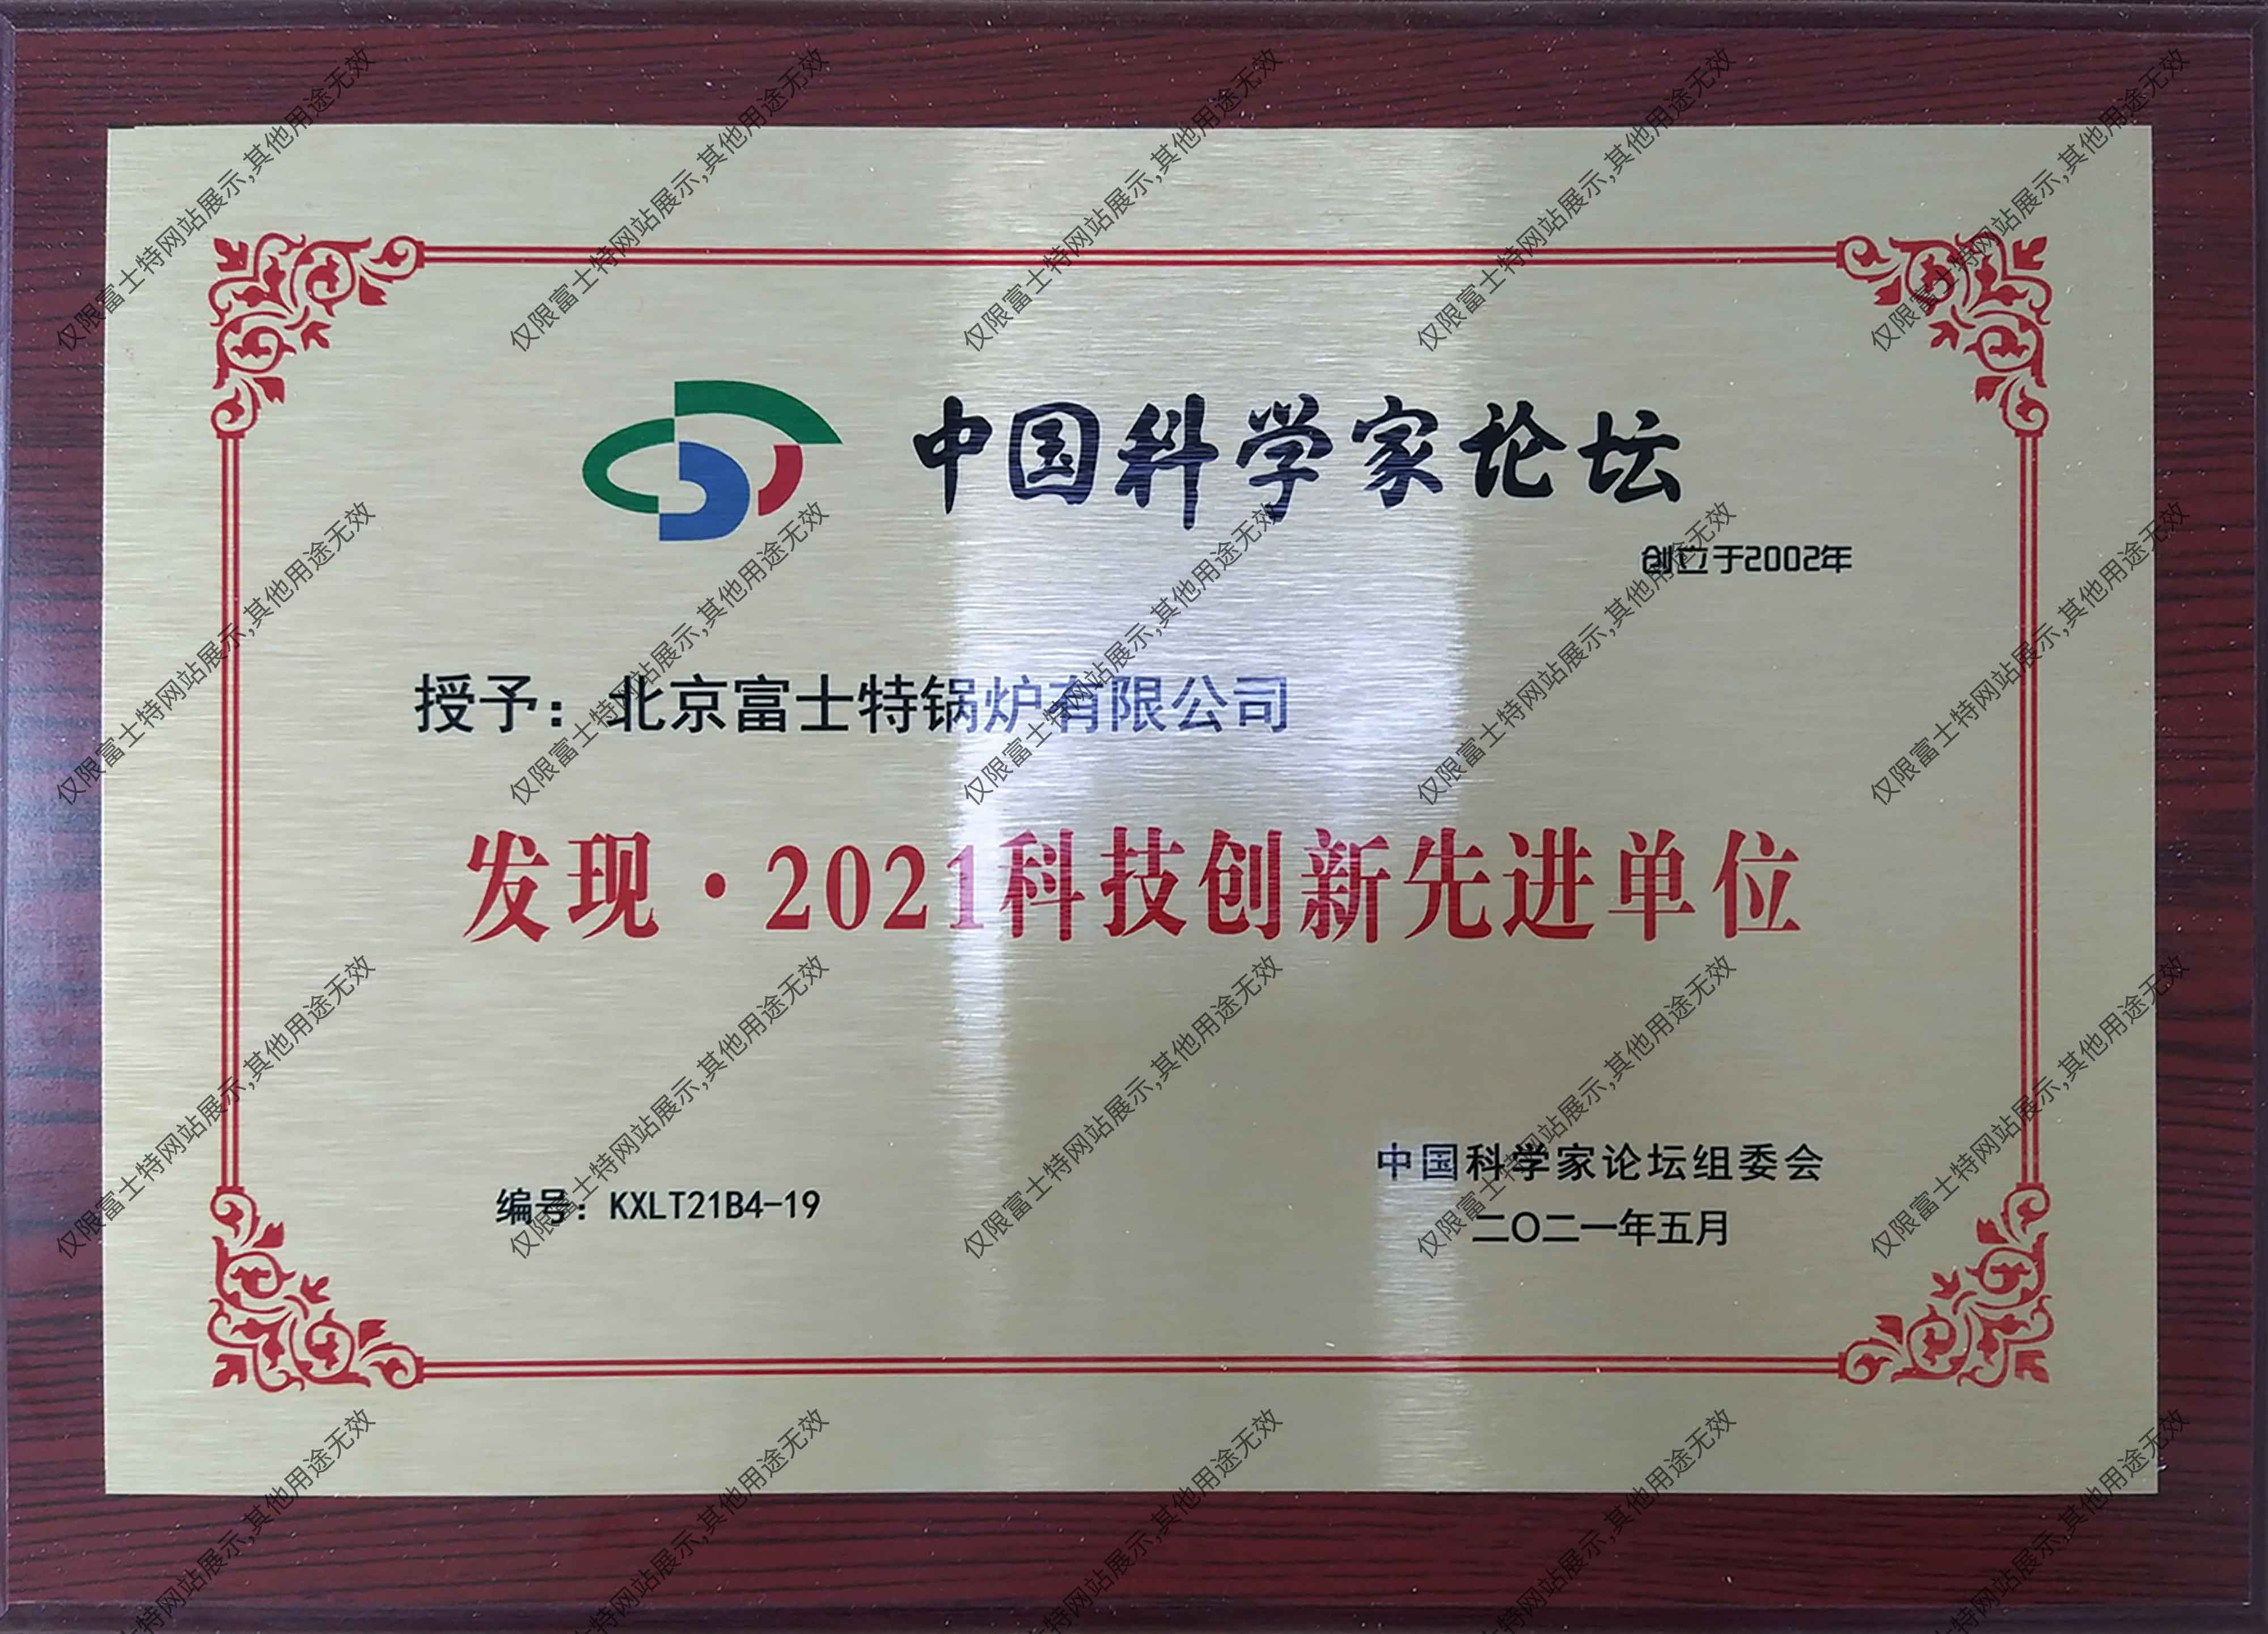 中国科学家论坛
创立于2002年
授予：北京富士特锅炉有限公司
发现·2021科技创新先进单位
编号：KXLT21B4-19
中国科学家论坛组委会
二〇二一年五月
仅限富士特网站展示,其他用途无效